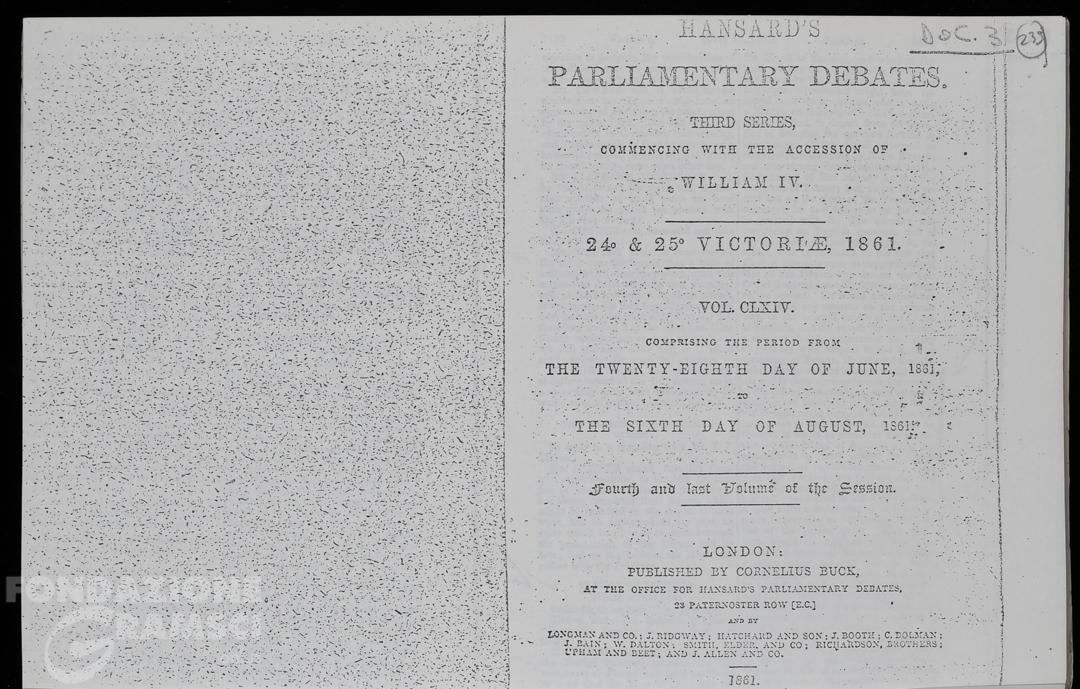 HANSARD'S
DOC. 3 233
PARLIAMENTARY DEBATES.
THIRD SERIES,
COMMENCING WITH THE ACCESSION OF
WILLIAM IV.
24° & 25° VICTORIÆ, 1861.
VOL. CLXIV.
COMPRISING THE PERIOD FROM
THE TWENTY-EIGHTH DAY OF JUNE, 1861,
TO
THE SIXTH DAY OF AUGUST, 1861.
Fourth and last Volume of the Session.
LONDON:
PUBLISHED BY CORNELIUS BUCK,
AT THE OFFICE FOR HANSARD'S PARLIAMENTARY DEBATES,
23 PATERNOSTER ROW [E.C.]
AND BY
LONGMAN AND CO.; J. RIDGWAY; HATCHARD AND SON; J. BOOTH; C. DOLMAN;
J. BAIN; W. DALTON; SMITH, ELDER, AND CO; RICHARDSON, BROTHERS;
UPHAM AND BEET; AND J. ALLEN AND CO.
1861.
FONDAZIONE
GRAMSCI